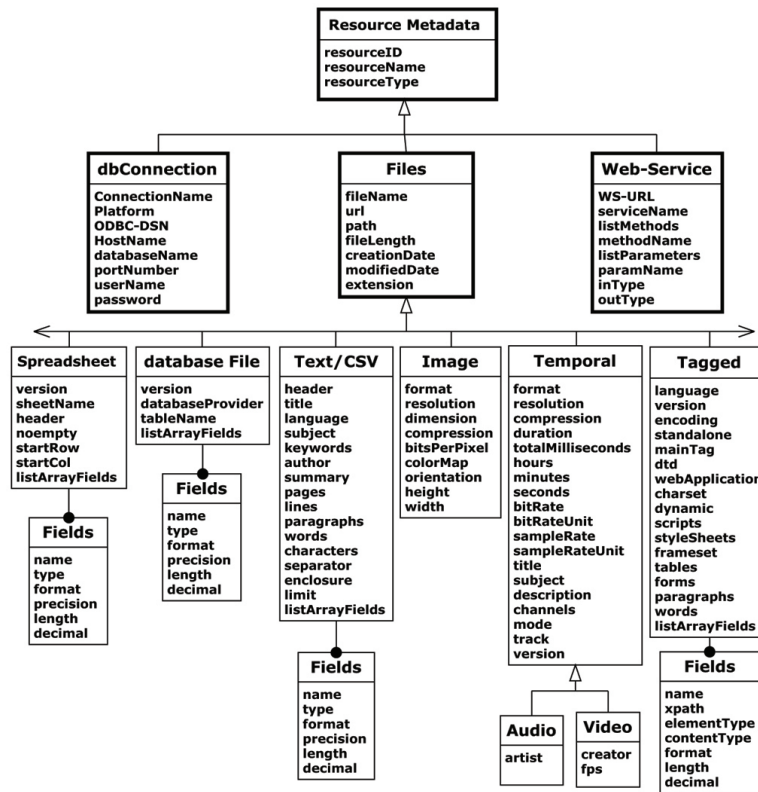 Resource Metadata
resourceID
resourceName
resourceType
dbConnection
ConnectionName
Platform
ODBC-DSN
HostName
databaseName
portNumber
userName
password
Files
fileName
url
path
fileLength
creationDate
modifiedDate
extension
Web-Service
WS-URL
serviceName
listMethods
methodName
listParameters
paramName
inType
outType
Spreadsheet
version
sheetName
header
noempty
startRow
startCol
listArrayFields
Fields
name
type
format
precision
length
decimal
database File
version
databaseProvider
tableName
listArrayFields
Fields
name
type
format
precision
length
decimal
Text/CSV
header
title
language
subject
keywords
author
summary
pages
lines
paragraphs
words
characters
separator
enclosure
limit
listArrayFields
Fields
name
type
format
precision
length
decimal
Image
format
resolution
dimension
compression
bitsPerPixel
colorMap
orientation
height
width
Temporal
format
resolution
compression
duration
totalMilliseconds
hours
minutes
seconds
bitRate
bitRateUnit
sampleRate
sampleRateUnit
title
subject
description
channels
mode
track
version
Audio
artist
Video
creator
fps
Tagged
language
version
encoding
standalone
mainTag
dtd
webApplication
charset
dynamic
scripts
styleSheets
frameset
tables
forms
paragraphs
words
listArrayFields
Fields
name
xpath
elementType
contentType
format
length
decimal